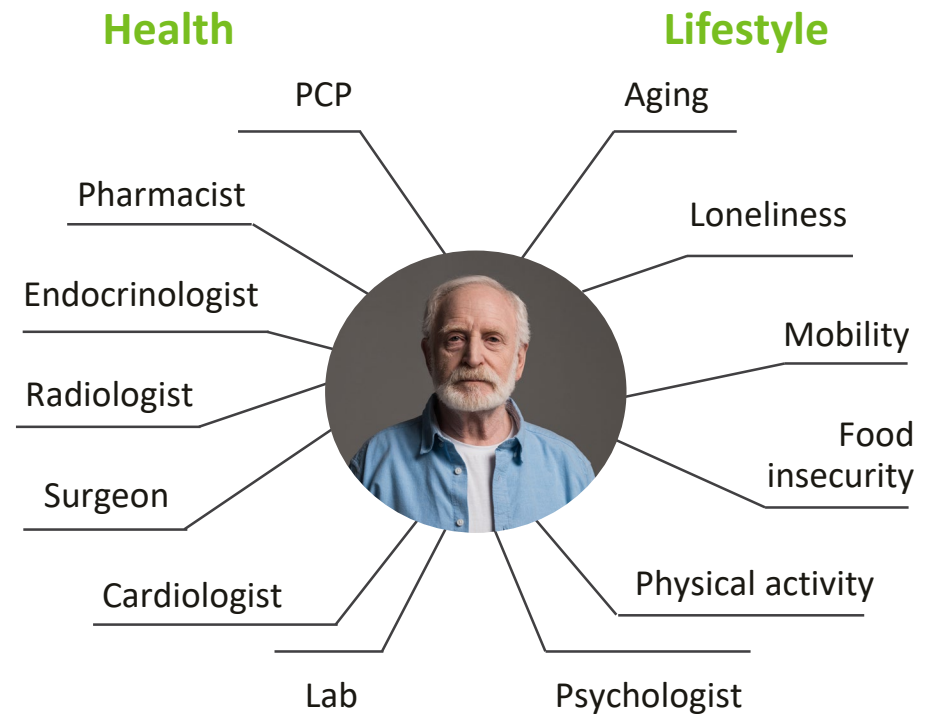 Health
Lifestyle
PCP
Aging
Pharmacist
Loneliness
Endocrinologist
Mobility
Radiologist
Food
insecurity
Surgeon
Physical activity
Cardiologist
Lab
Psychologist